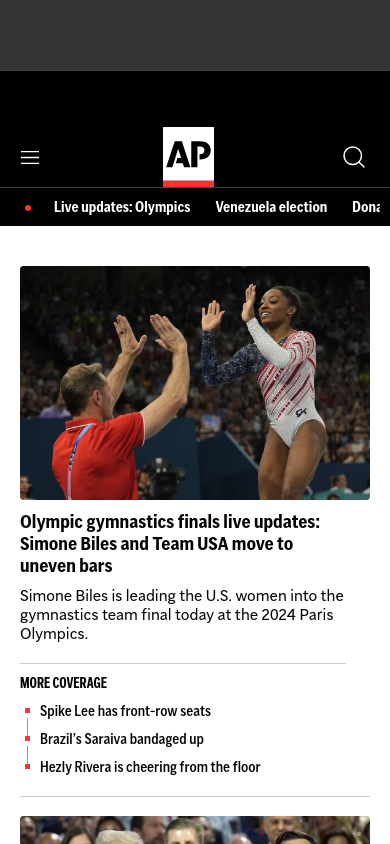 AP
Live updates: Olympics Venezuela election Dona
Olympic gymnastics finals live updates:
Simone Biles and Team USA move to
uneven bars
Simone Biles is leading the U.S. women into the
gymnastics team final today at the 2024 Paris
Olympics.
MORE COVERAGE
Spike Lee has front-row seats
Brazil’s Saraiva bandaged up
Hezly Rivera is cheering from the floor